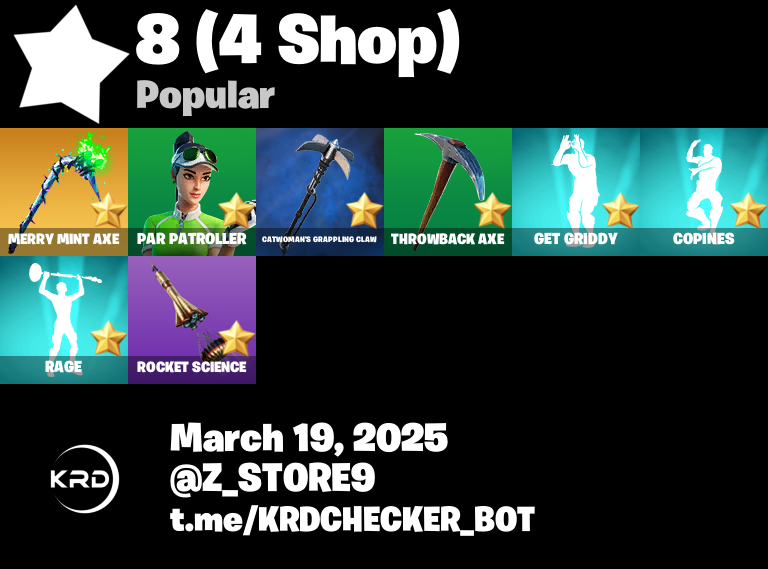 8 (4 Shop)
Popular
MERRY MINT AXE
PAR PATROLLER
CATWOMAN'S GRAPPLING CLAW
THROWBACK AXE
GET GRIDDY
COPINES
RAGE
ROCKET SCIENCE
March 19, 2025
KRD
@Z_STORE9
t.me/KRDCHECKER_BOT